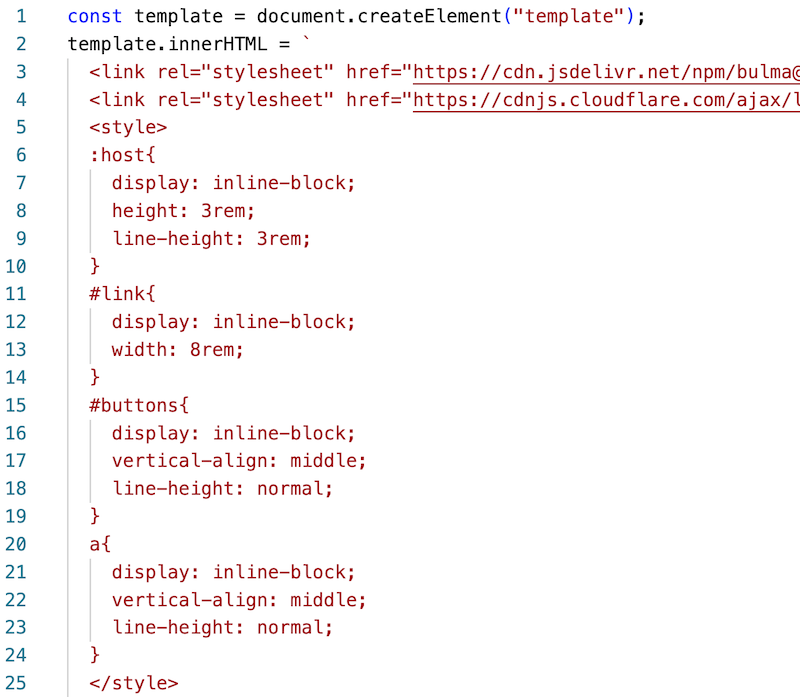 1 const template = document.createElement("template");
2 template.innerHTML = `
3 <link rel="stylesheet" href="https://cdn.jsdelivr.net/npm/bulma@
4 <link rel="stylesheet" href="https://cdnjs.cloudflare.com/ajax/l
5 <style>
6 :host{
7 display: inline-block;
8 height: 3rem;
9 line-height: 3rem;
10 }
11 #link{
12 display: inline-block;
13 width: 8rem;
14 }
15 #buttons{
16 display: inline-block;
17 vertical-align: middle;
18 line-height: normal;
19 }
20 a{
21 display: inline-block;
22 vertical-align: middle;
23 line-height: normal;
24 }
25 </style>